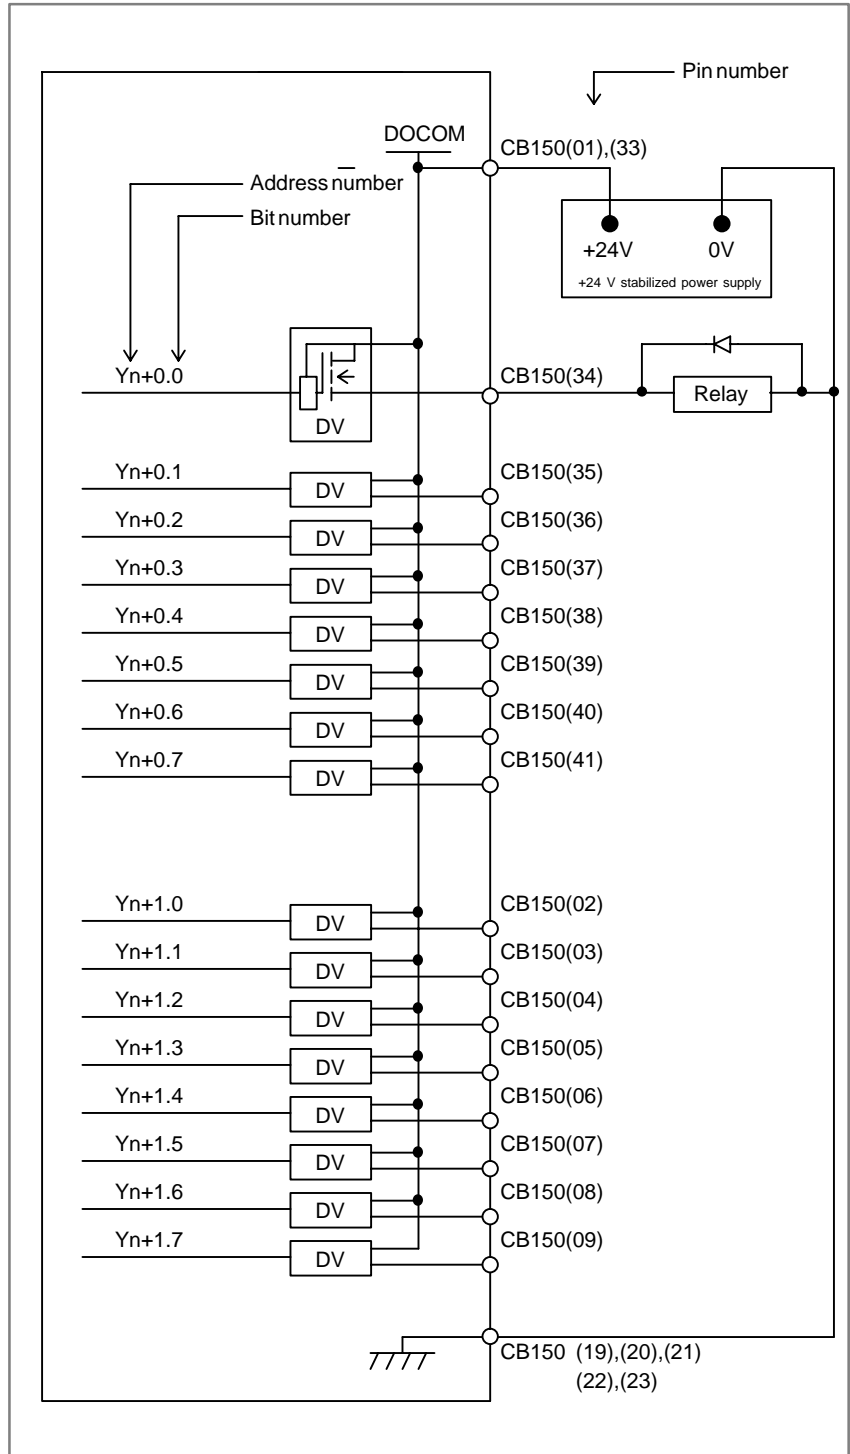 Pin number
DOCOM
CB150(01),(33)
Address number
Bit number
+24V 0V
+24 V stabilized power supply
Yn+0.0
CB150(34)
Relay
DV
Yn+0.1
DV
CB150(35)
Yn+0.2
DV
CB150(36)
Yn+0.3
DV
CB150(37)
Yn+0.4
DV
CB150(38)
Yn+0.5
DV
CB150(39)
Yn+0.6
DV
CB150(40)
Yn+0.7
DV
CB150(41)
Yn+1.0
DV
CB150(02)
Yn+1.1
DV
CB150(03)
Yn+1.2
DV
CB150(04)
Yn+1.3
DV
CB150(05)
Yn+1.4
DV
CB150(06)
Yn+1.5
DV
CB150(07)
Yn+1.6
DV
CB150(08)
Yn+1.7
DV
CB150(09)
CB150 (19),(20),(21)
(22),(23)